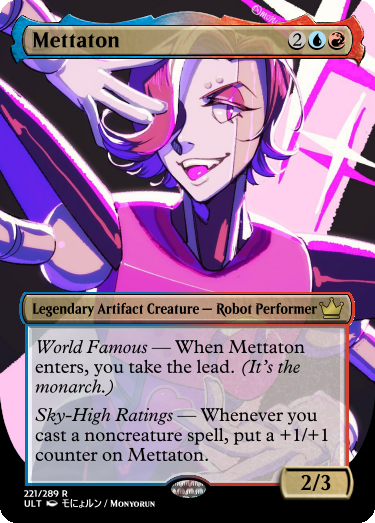 Mettaton 2
Legendary Artifact Creature — Robot Performer
World Famous — When Mettaton
enters, you take the lead. (It's the
monarch.)
Sky-High Ratings — Whenever you
cast a noncreature spell, put a +1/+1
counter on Mettaton.
2/3
221/289 R
ULT モにょルン / Monyorun